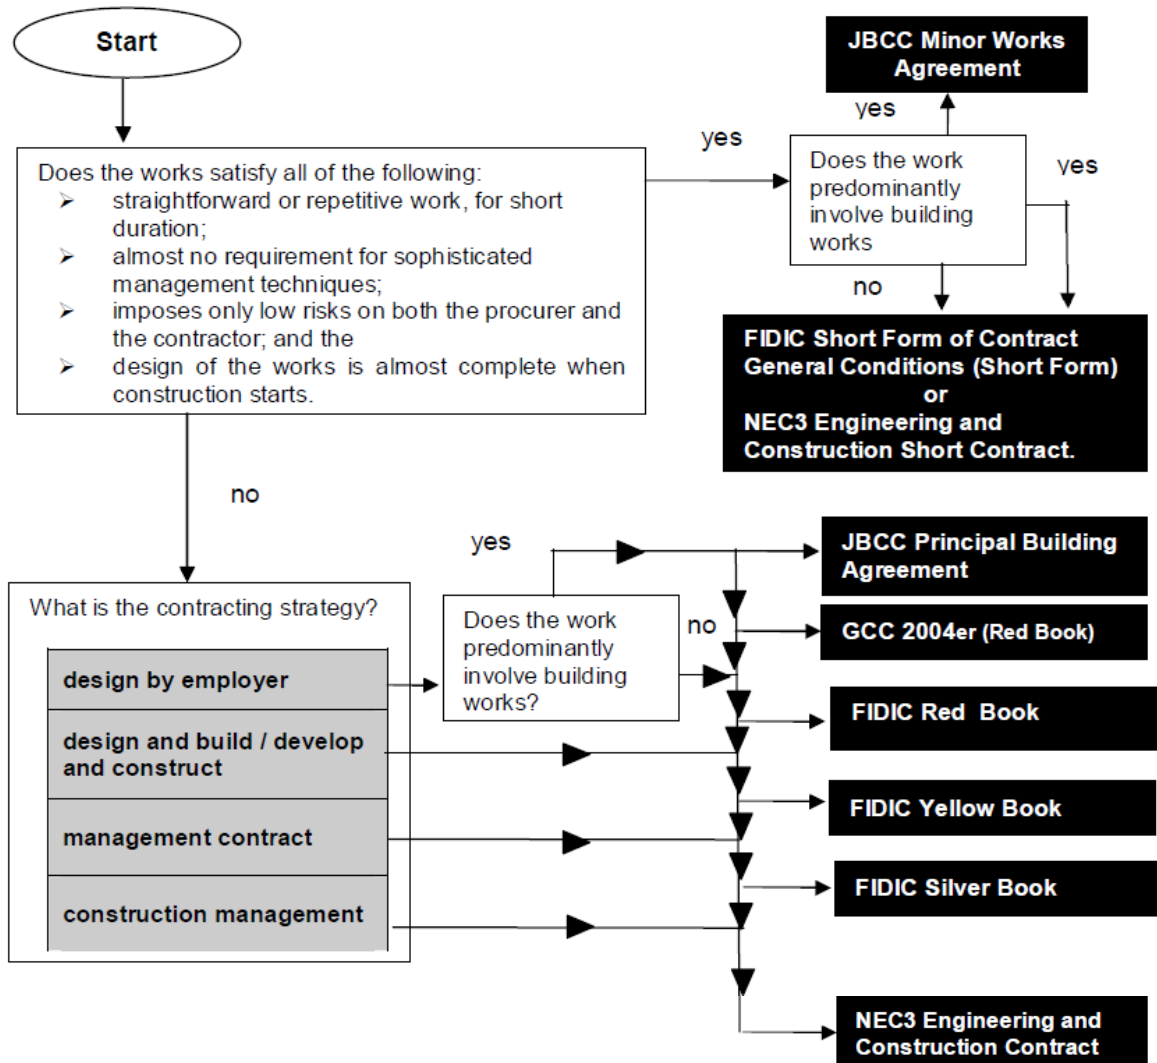 Start
JBCC Minor Works
Agreement
yes
yes
Does the works satisfy all of the following:
➢ straightforward or repetitive work, for short
duration;
➢ almost no requirement for sophisticated
management techniques;
➢ imposes only low risks on both the procurer and
the contractor; and the
➢ design of the works is almost complete when
construction starts.
Does the work
predominantly
involve building
works
yes
no
FIDIC Short Form of Contract
General Conditions (Short Form)
or
NEC3 Engineering and
Construction Short Contract.
no
What is the contracting strategy?
design by employer
design and build / develop
and construct
management contract
construction management
yes
Does the work
predominantly
involve building
works?
no
JBCC Principal Building
Agreement
GCC 2004er (Red Book)
FIDIC Red Book
FIDIC Yellow Book
FIDIC Silver Book
NEC3 Engineering and
Construction Contract